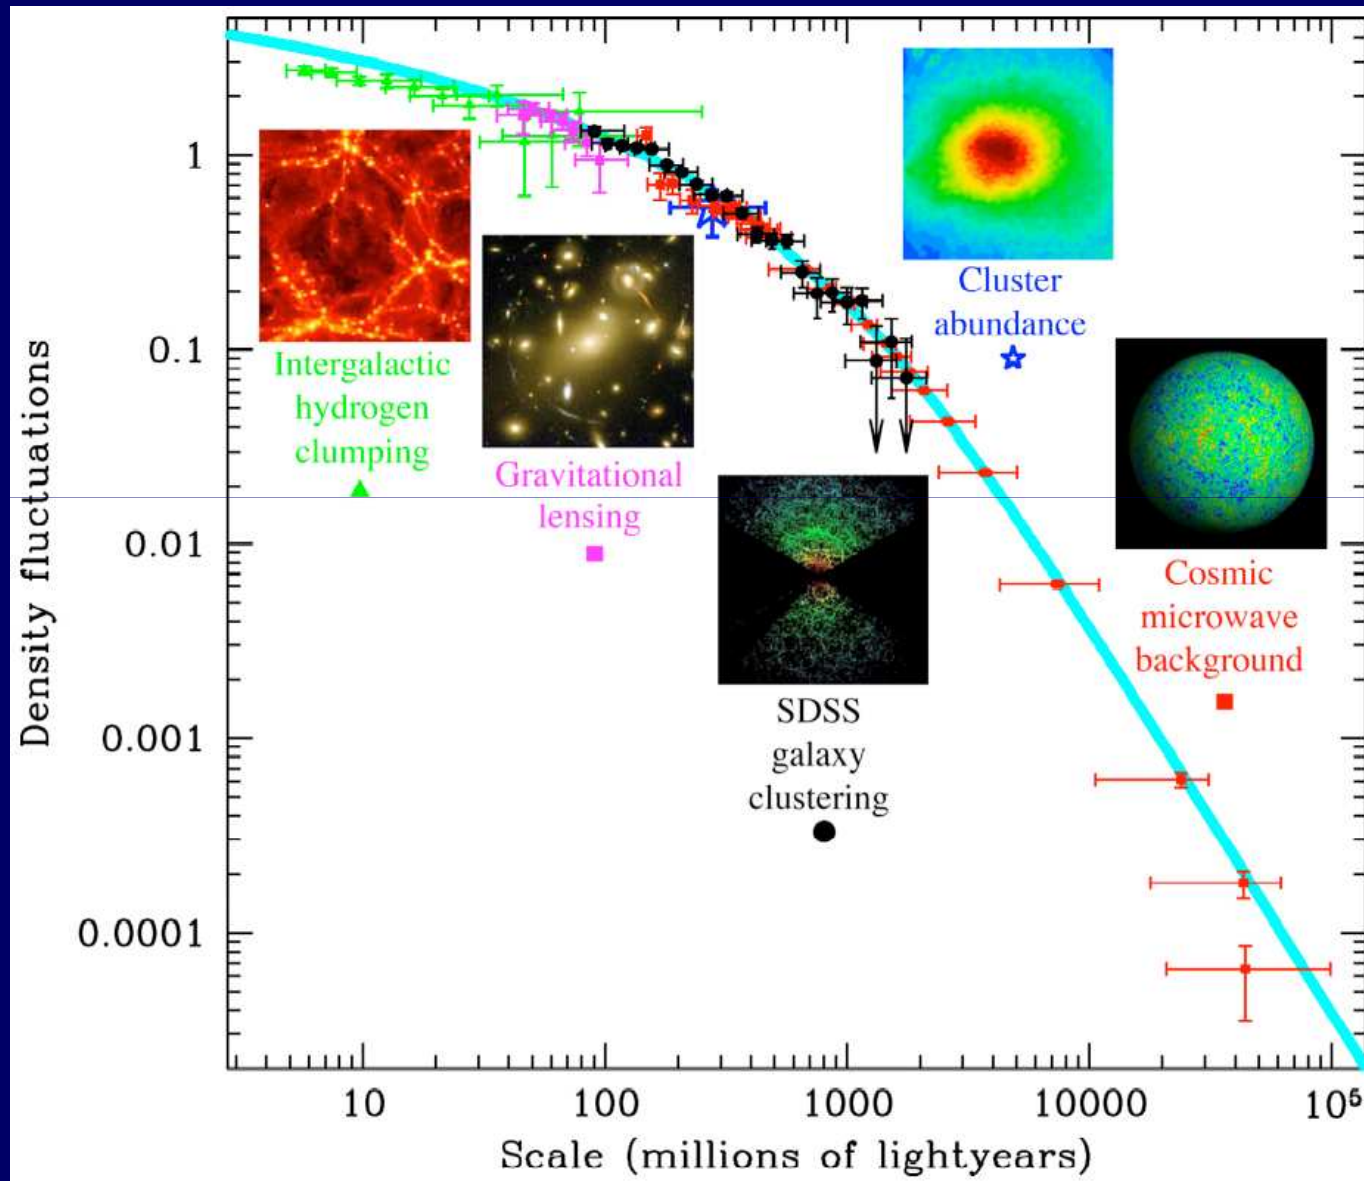 Density fluctuations
1
0.1
0.01
0.001
0.0001
Intergalactic
hydrogen
clumping
Gravitational
lensing
SDSS
galaxy
clustering
Cluster
abundance
Cosmic
microwave
background
10
100
1000
10000
10⁵
Scale (millions of lightyears)